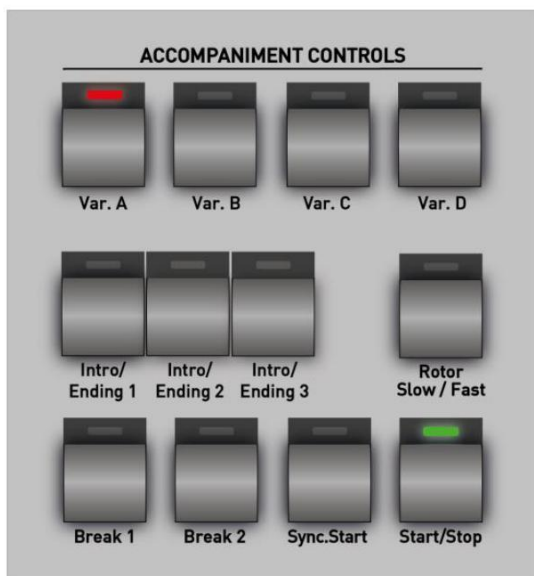 ACCOMPANIMENT CONTROLS
Var. A Var. B Var. C Var. D
Intro/ Intro/ Intro/ Rotor
Ending 1 Ending 2 Ending 3 Slow / Fast
Break 1 Break 2 Sync.Start Start/Stop